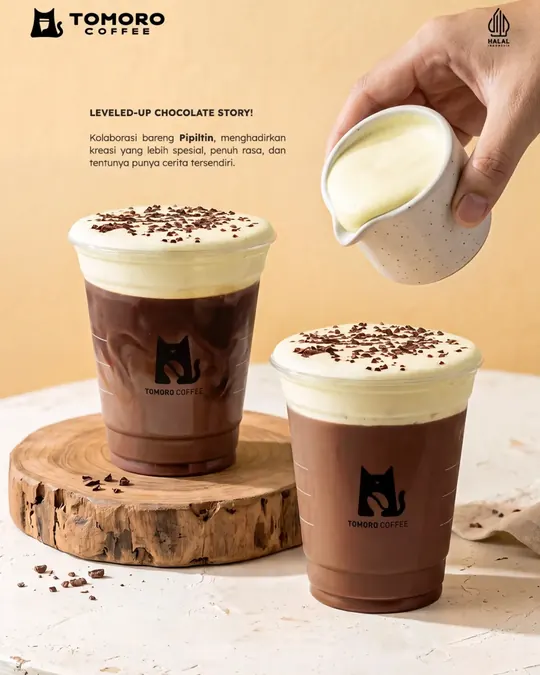 TOMORO
COFFEE
HALAL
INDONESIA
LEVELED-UP CHOCOLATE STORY!
Kolaborasi bareng Pipiltin, menghadirkan
kreasi yang lebih spesial, penuh rasa, dan
tentunya punya cerita tersendiri.
TOMORO COFFEE
TOMORO COFFEE